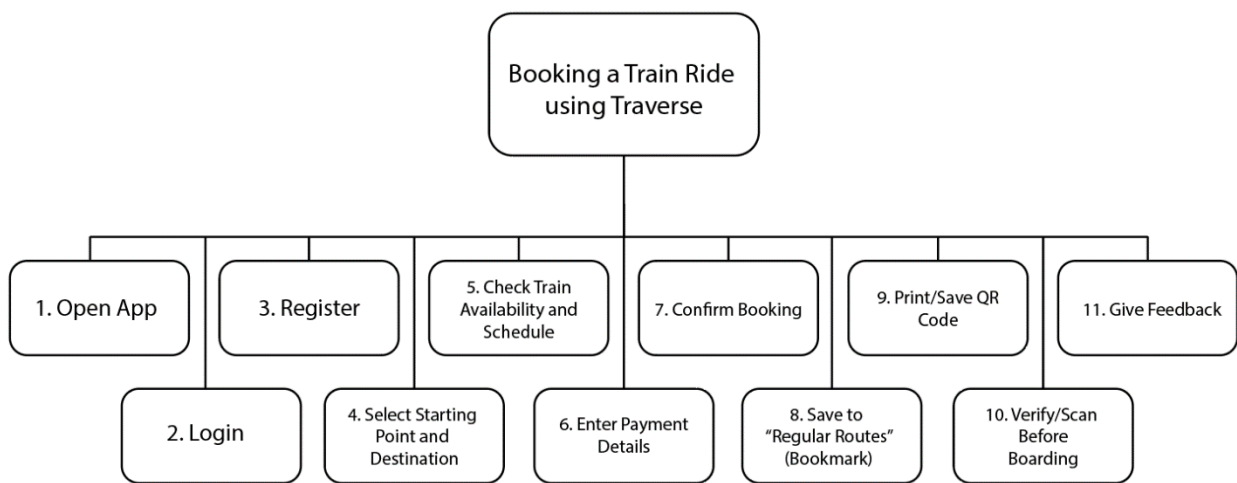 Booking a Train Ride
using Traverse
1. Open App
2. Login
3. Register
4. Select Starting
Point and
Destination
5. Check Train
Availability and
Schedule
6. Enter Payment
Details
7. Confirm Booking
8. Save to
“Regular Routes”
(Bookmark)
9. Print/Save QR
Code
10. Verify/Scan
Before
Boarding
11. Give Feedback